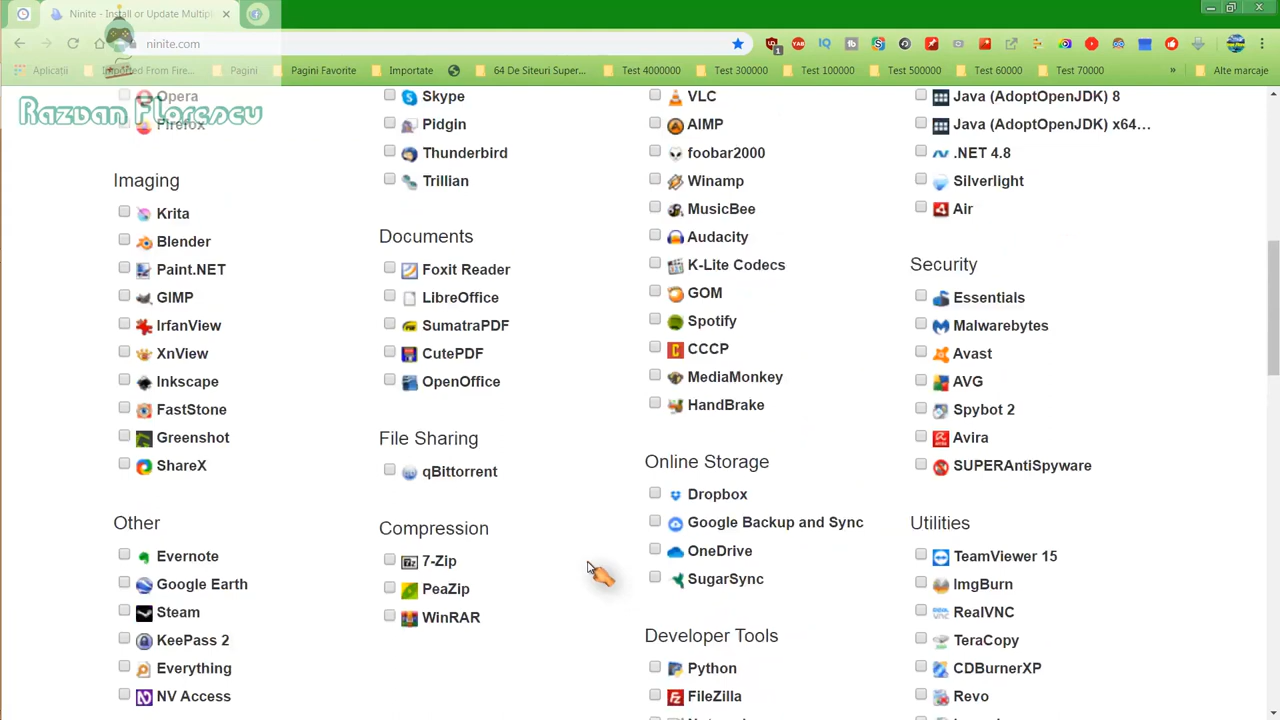 Ninite - Install or Update Multipl
ninite.com
Aplicații
Imported From Fire...
Pagini
Pagini Favorite
Importate
64 De Siteuri Super...
Test 4000000
Test 300000
Test 100000
Test 500000
Test 60000
Test 70000
»
Alte marcaje
Razvan Florescu
Opera
Firefox
Imaging
Krita
Blender
Paint.NET
GIMP
IrfanView
XnView
Inkscape
FastStone
Greenshot
ShareX
Other
Evernote
Google Earth
Steam
KeePass 2
Everything
NV Access
Skype
Pidgin
Thunderbird
Trillian
Documents
Foxit Reader
LibreOffice
SumatraPDF
CutePDF
OpenOffice
File Sharing
qBittorrent
Compression
7-Zip
PeaZip
WinRAR
VLC
AIMP
foobar2000
Winamp
MusicBee
Audacity
K-Lite Codecs
GOM
Spotify
CCCP
MediaMonkey
HandBrake
Online Storage
Dropbox
Google Backup and Sync
OneDrive
SugarSync
Developer Tools
Python
FileZilla
Java (AdoptOpenJDK) 8
Java (AdoptOpenJDK) x64...
.NET 4.8
Silverlight
Air
Security
Essentials
Malwarebytes
Avast
AVG
Spybot 2
Avira
SUPERAntiSpyware
Utilities
TeamViewer 15
ImgBurn
RealVNC
TeraCopy
CDBurnerXP
Revo